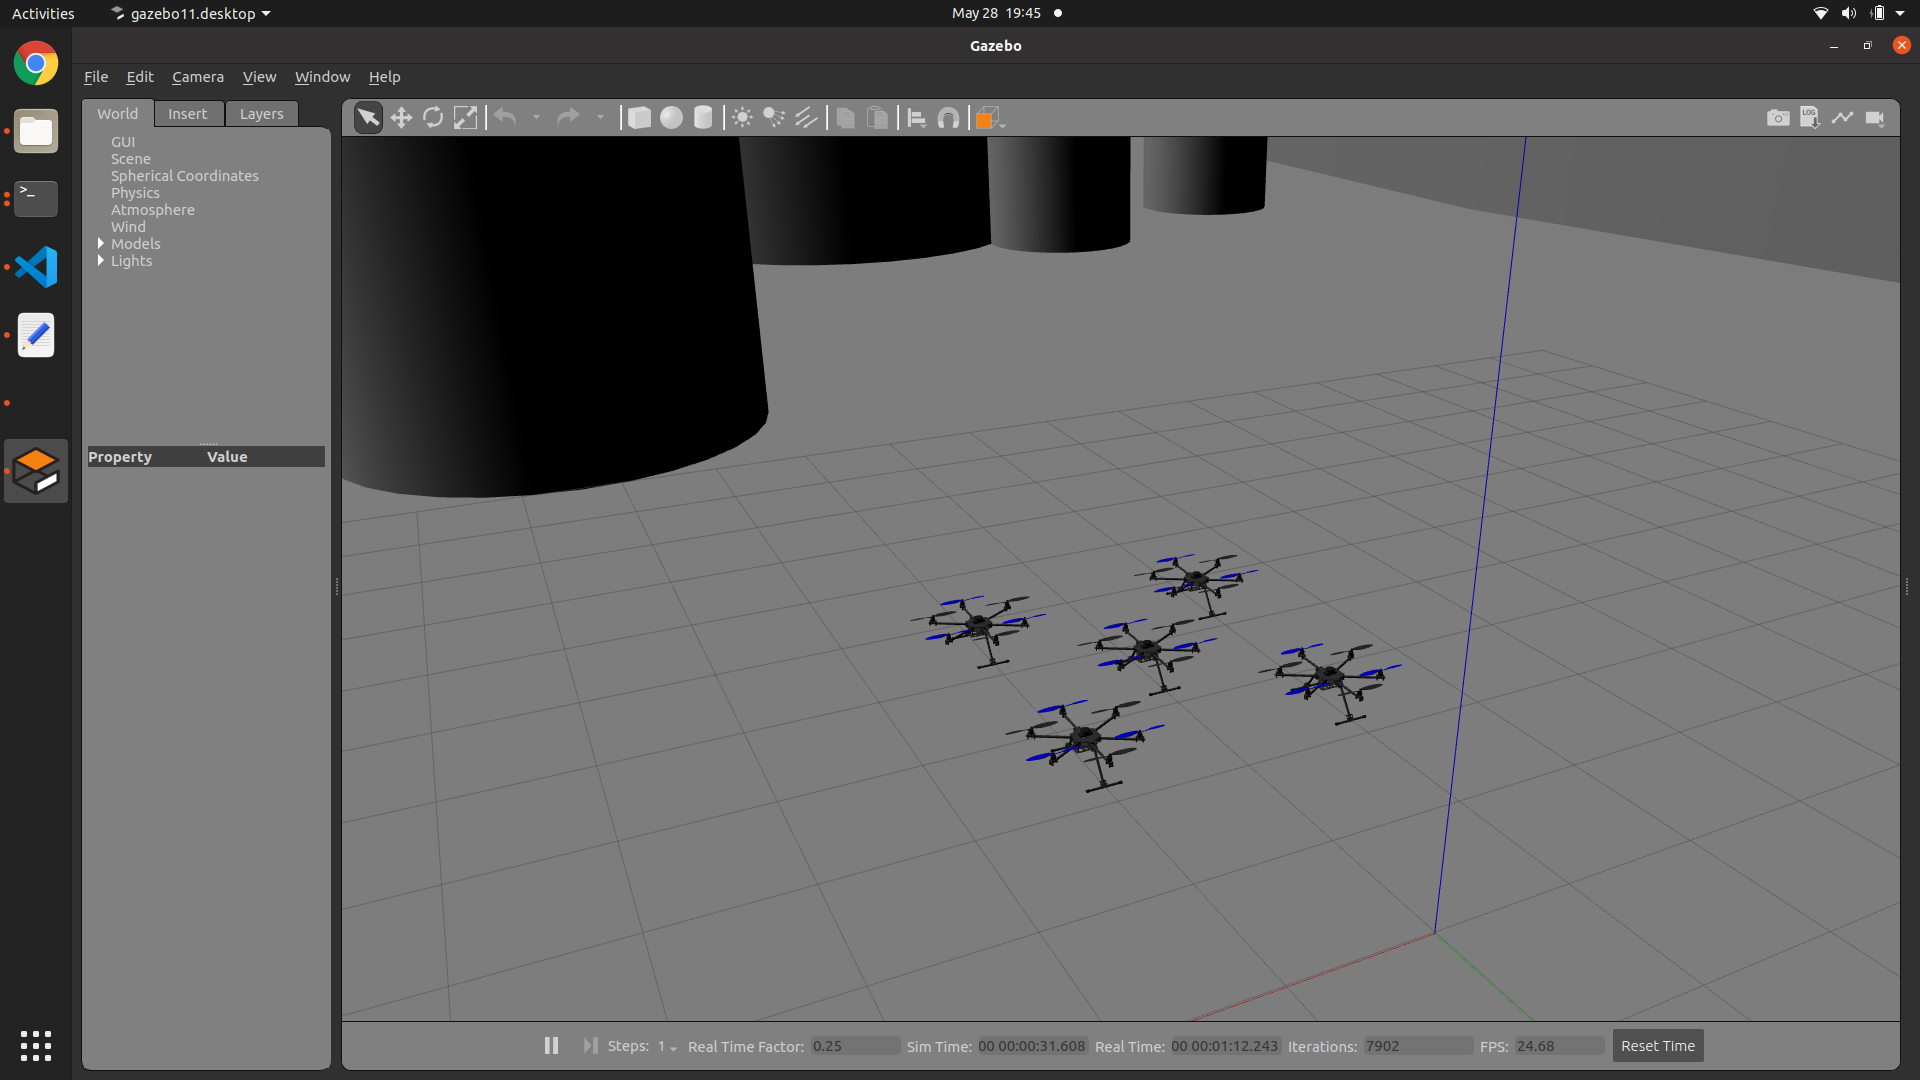 Activities gazebo11.desktop May 28 19:45
Gazebo
File Edit Camera View Window Help
World Insert Layers
LOG
GUI
Scene
Spherical Coordinates
Physics
Atmosphere
Wind
Models
Lights
Property Value
Steps: 1 Real Time Factor: 0.25 Sim Time: 00 00:00:31.608 Real Time: 00 00:01:12.243 Iterations: 7902 FPS: 24.68 Reset Time